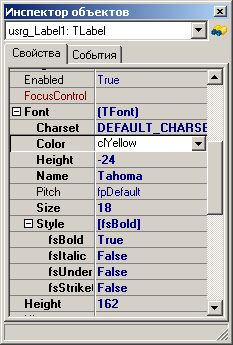 Инспектор объектов
usrg_Label1: TLabel
Свойства События
Enabled True
FocusControl
Font (TFont)
Charset DEFAULT_CHARSE
Color clYellow
Height -24
Name Tahoma
Pitch fpDefault
Size 18
Style [fsBold]
fsBold True
fsItalic False
fsUnder False
fsStriket False
Height 162